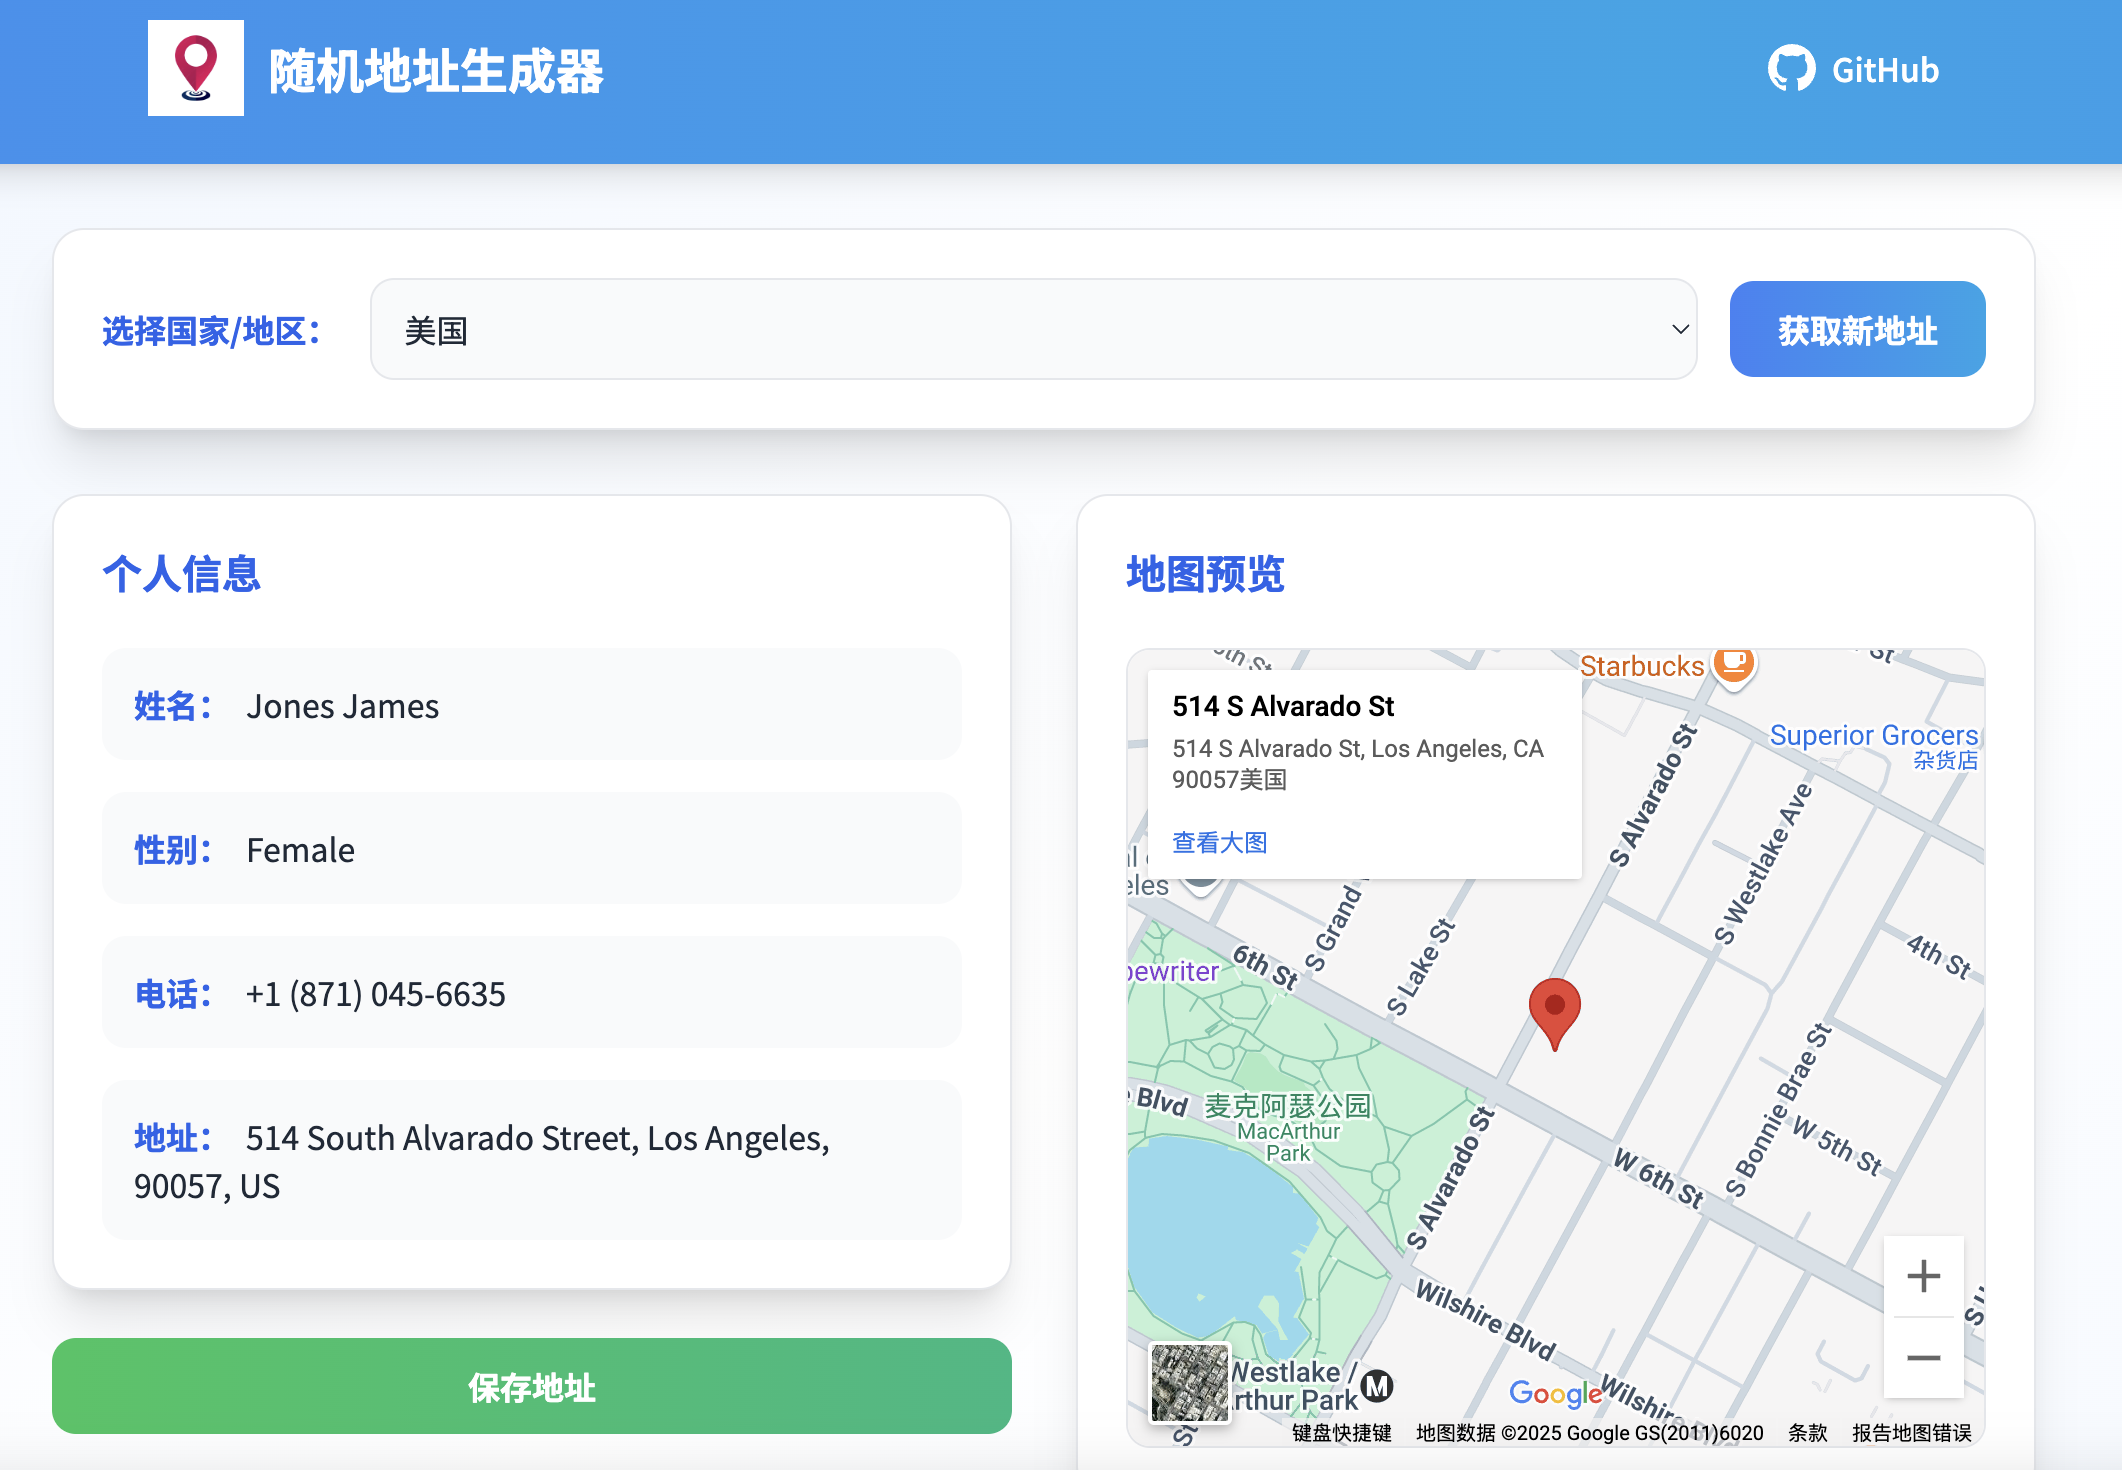 随机地址生成器
GitHub
选择国家/地区：
美国
获取新地址
个人信息
姓名： Jones James
性别： Female
电话： +1 (871) 045-6635
地址： 514 South Alvarado Street, Los Angeles,
90057, US
保存地址
地图预览
514 S Alvarado St
514 S Alvarado St, Los Angeles, CA
90057美国
查看大图
Starbucks
Superior Grocers
杂货店
S Alvarado St
S Westlake Ave
4th St
S Grand
S Lake St
6th St
S Bonnie Brae St
W 5th St
W 6th St
Blvd
麦克阿瑟公园
MacArthur
Park
S Alvarado St
Wilshire Blvd
Westlake /
M
Google
Wilshire Blvd
键盘快捷键
地图数据 ©2025 Google GS(2011)6020
条款
报告地图错误